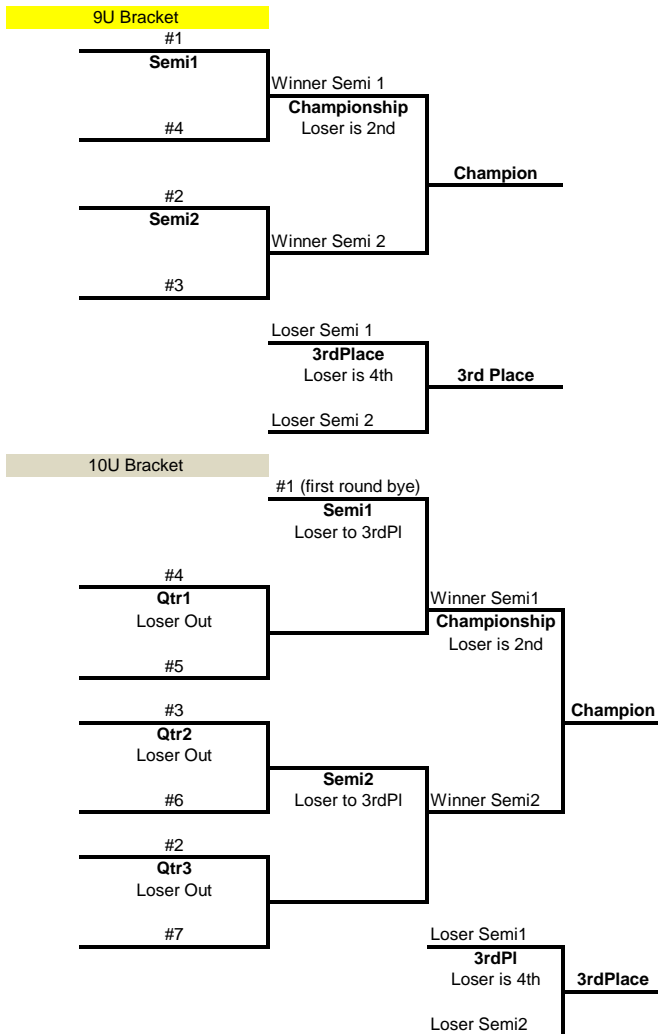 9U Bracket
#1
Semi1
Winner Semi 1
Championship
#4
Loser is 2nd
Champion
#2
Semi2
Winner Semi 2
#3
Loser Semi 1
3rdPlace
Loser is 4th
3rd Place
Loser Semi 2
10U Bracket
#1 (first round bye)
Semi1
Loser to 3rdPl
#4
Qtr1
Winner Semi1
Loser Out
Championship
Loser is 2nd
#5
#3
Champion
Qtr2
Loser Out
Semi2
#6
Loser to 3rdPl
Winner Semi2
#2
Qtr3
Loser Out
#7
Loser Semi1
3rdPl
Loser is 4th
3rdPlace
Loser Semi2